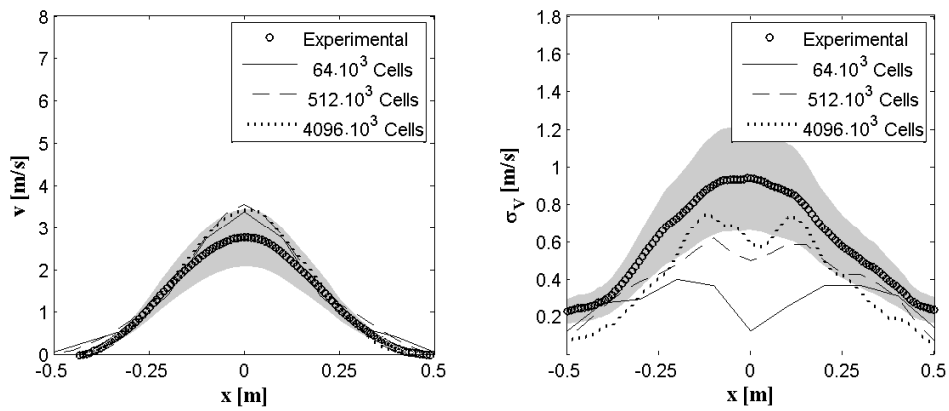 8
7
6
5
4
3
2
1
0
v [m/s]
Experimental
64.10³ Cells
512.10³ Cells
4096.10³ Cells
-0.5
-0.25
0
0.25
0.5
x [m]
1.8
1.6
1.4
1.2
1
0.8
0.6
0.4
0.2
σV [m/s]
Experimental
64.10³ Cells
512.10³ Cells
4096.10³ Cells
-0.5
-0.25
0
0.25
0.5
x [m]